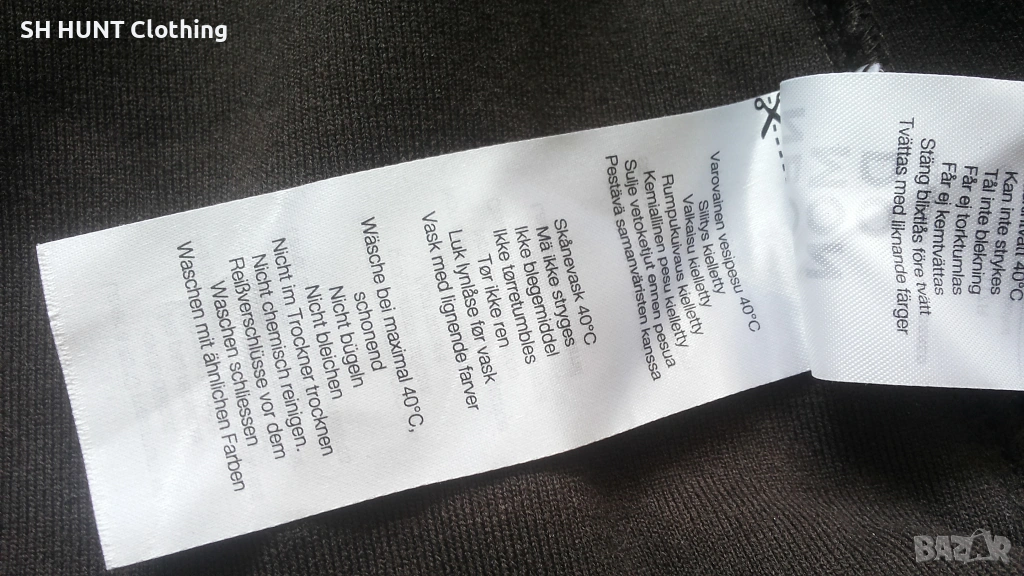 SH HUNT Clothing
40°C
Kan inte strykes
Tål inte blekning
Får ej torktumlas
Får ej kemtvättas
Stäng blixtlås före tvätt
Tvättas med liknande färger
Varovainen vesipesu 40°C
Silitys kielletty
Valkaisu kielletty
Rumpukuivaus kielletty
Kemiallinen pesu kielletty
Sulje vetoketjut ennen pesua
Pestävä samanvänsten kanssa
Skånevask 40°C
Må ikke stryges
Ikke blegemiddel
Ikke tørretumbles
Tør ikke ren
Luk lynlåse før vask
Vask med lignende farver
Wäsche bei maximal 40°C,
schonend
Nicht bügeln
Nicht bleichen
Nicht im Trockner trocknen
Nicht chemisch reinigen.
Reißverschlüsse vor dem
Waschen schliessen
Waschen mit ähnlichen Farben
BAZAR